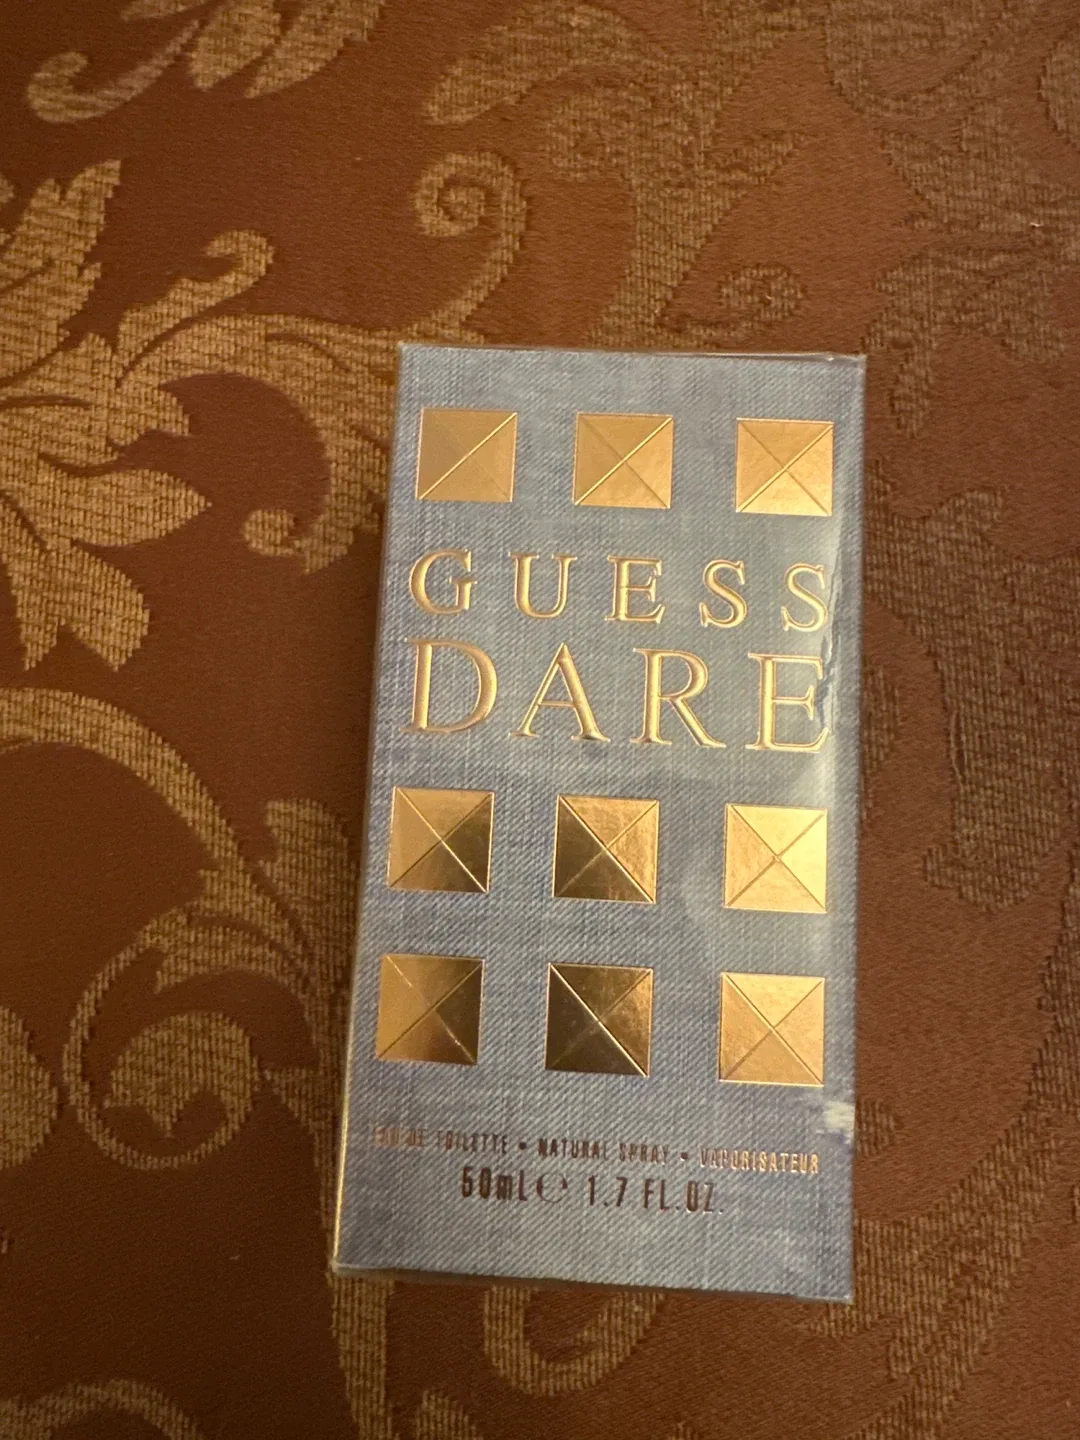 GUESS
DARE
EAU DE TOILETTE • NATURAL SPRAY • VAPORISATEUR
50mL℮ 1.7 FL.OZ.